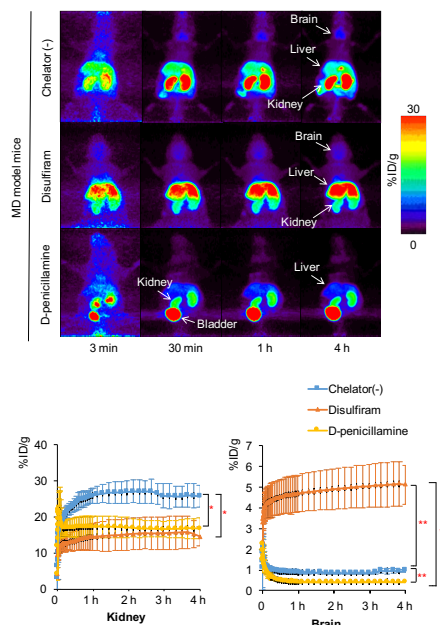 Brain
Liver
Kidney
Chelator (-)
30
%ID/g
0
Brain
Liver
Kidney
Disulfiram
MD model mice
Kidney
Liver
Bladder
D-penicillamine
3 min 30 min 1 h 4 h
Chelator(-)
Disulfiram
D-penicillamine
%ID/g
40
30
20
10
0
0 1 h 2 h 3 h 4 h
Kidney
* *
%ID/g
7
6
5
4
3
2
1
0
0 1 h 2 h 3 h 4 h
Brain
**
**